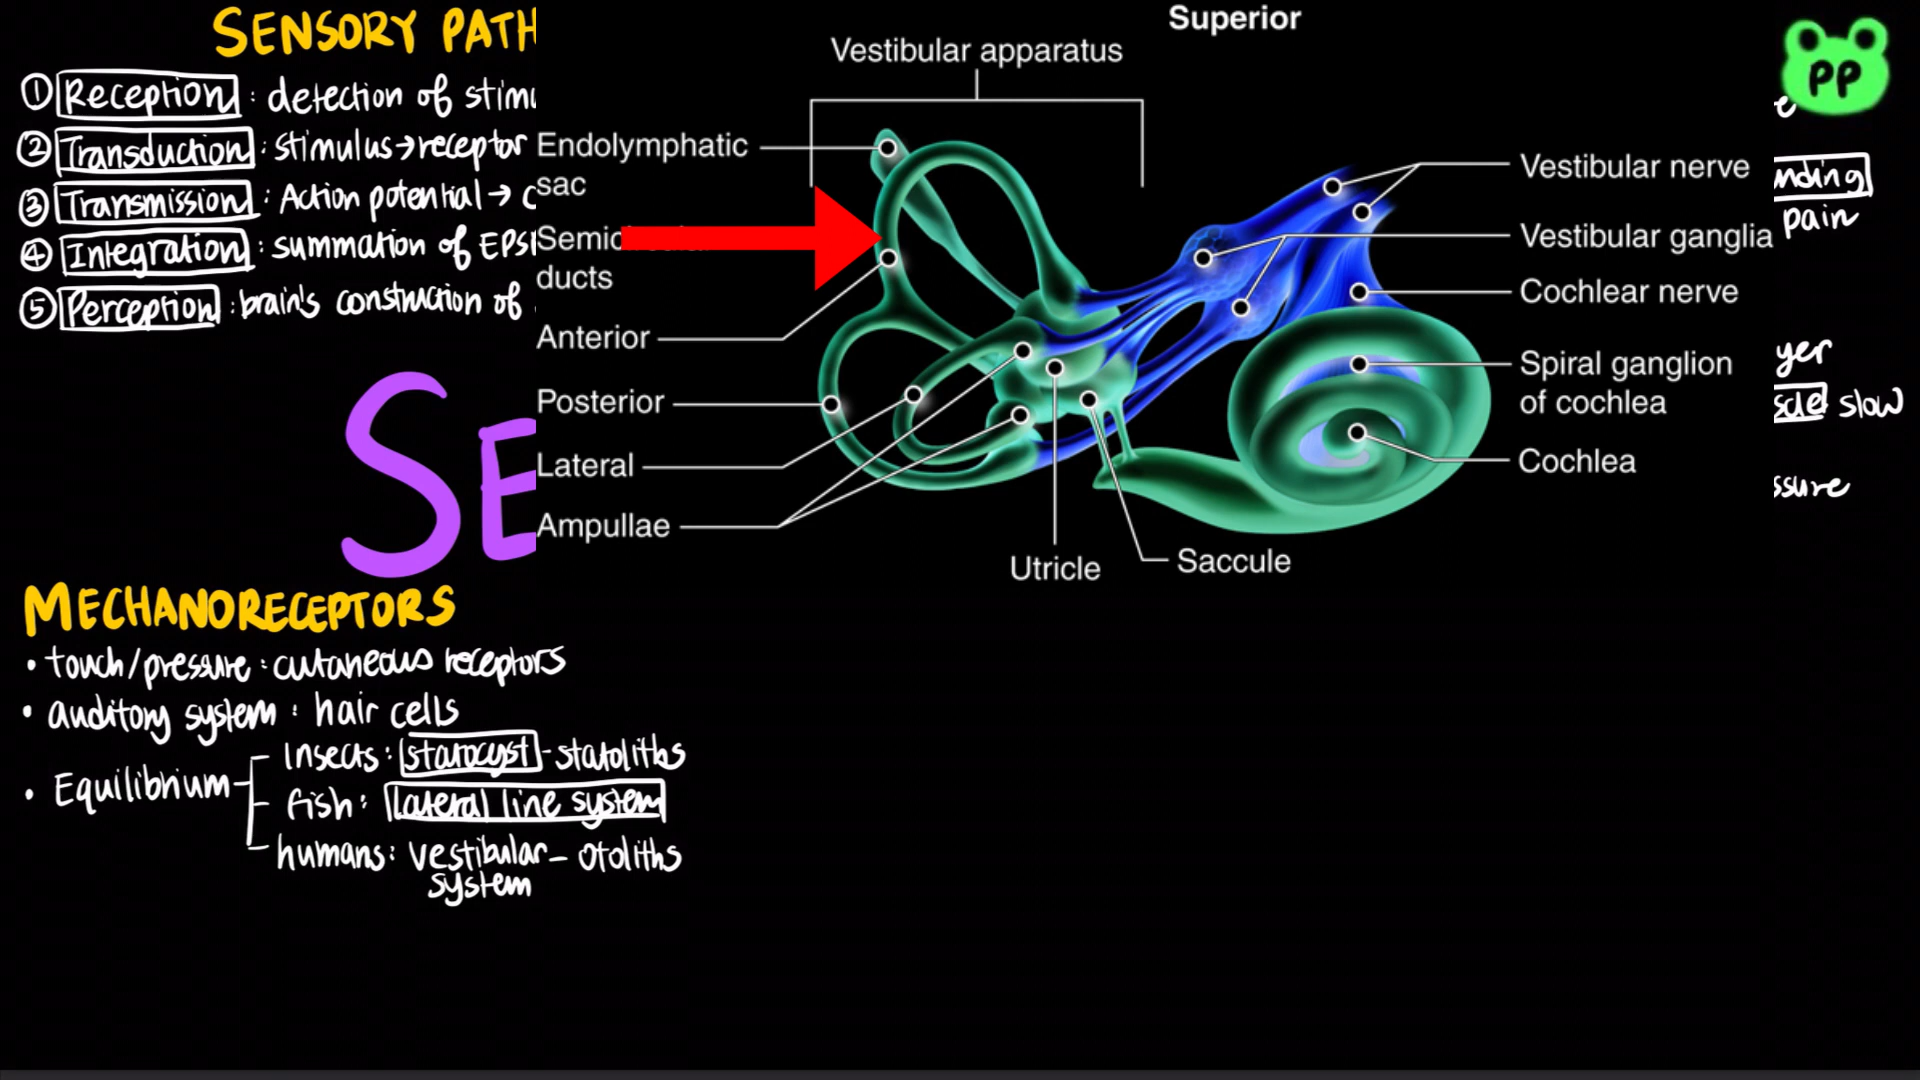 SENSORY PATH
① Reception : detection of stimu
② Transduction : stimulus→receptor
③ Transmission : Action potential → c
④ Integration : summation of EPS
⑤ Perception : brain's construction of
SE
MECHANORECEPTORS
• touch/pressure : cutaneous receptors
• auditory system : hair cells
• Equilibrium
insects: statocyst - statoliths
fish: lateral line system
humans: vestibular - otoliths
system
Superior
Vestibular apparatus
Endolymphatic
sac
ducts
Anterior
Posterior
Lateral
Ampullae
Utricle
Saccule
Vestibular nerve
Vestibular ganglia
Cochlear nerve
Spiral ganglion
of cochlea
Cochlea
PP
e
nding
pain
yer
scle slow
ssure